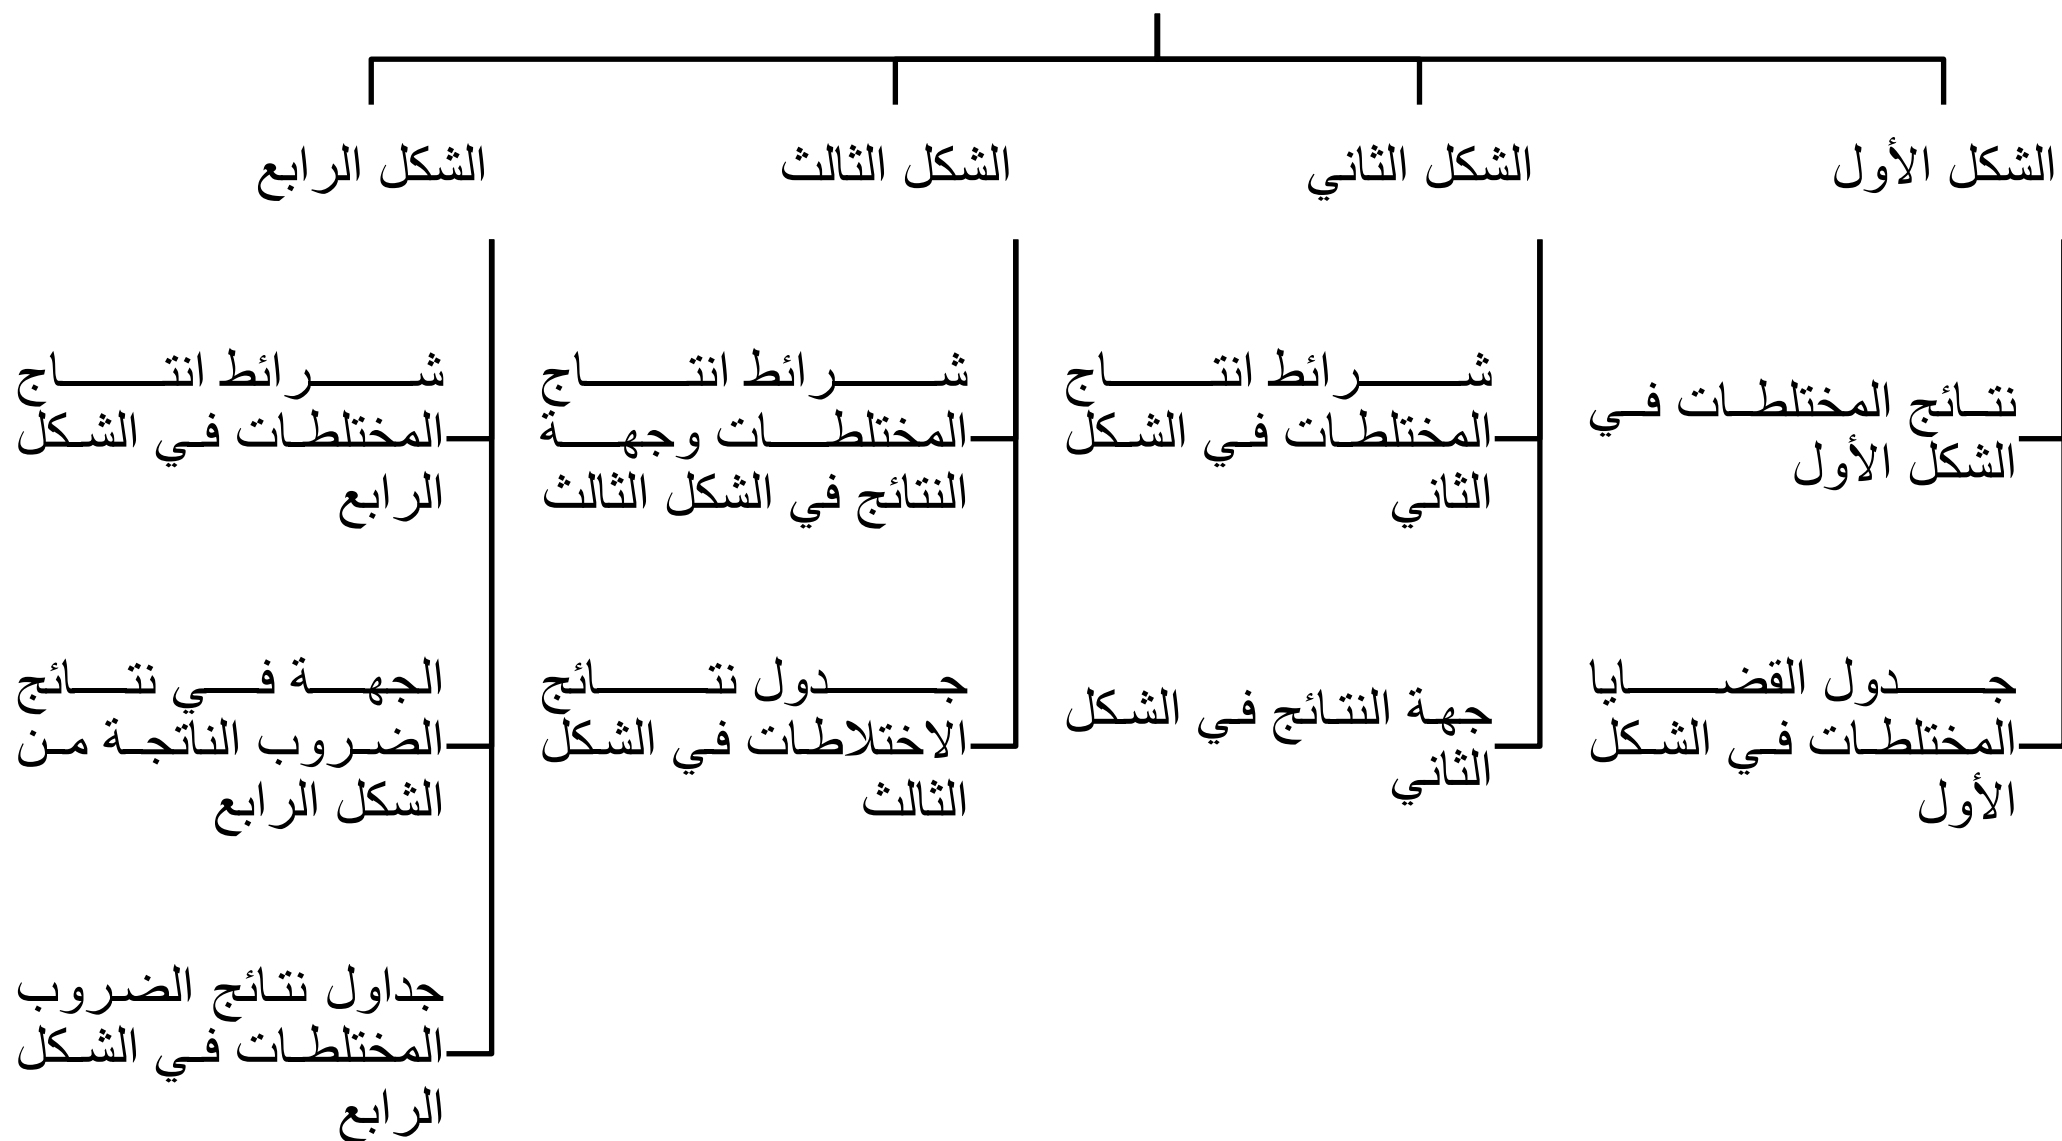 الشكل الأول
نتائج المختلطات في
الشكل الأول
جدول القضايا
المختلطات في الشكل
الأول
الشكل الثاني
شرائط انتاج
المختلطات في الشكل
الثاني
جهة النتائج في الشكل
الثاني
الشكل الثالث
شرائط انتاج
المختلطات وجهة
النتائج في الشكل الثالث
جدول نتائج
الاختلاطات في الشكل
الثالث
الشكل الرابع
شرائط انتاج
المختلطات في الشكل
الرابع
الجهة في نتائج
الضروب الناتجة من
الشكل الرابع
جداول نتائج الضروب
المختلطات في الشكل
الرابع